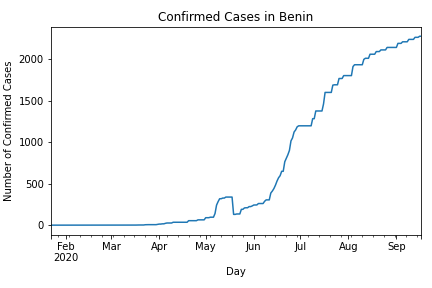 Confirmed Cases in Benin
Number of Confirmed Cases
2000
1500
1000
500
0
Feb Mar Apr May Jun Jul Aug Sep
2020
Day